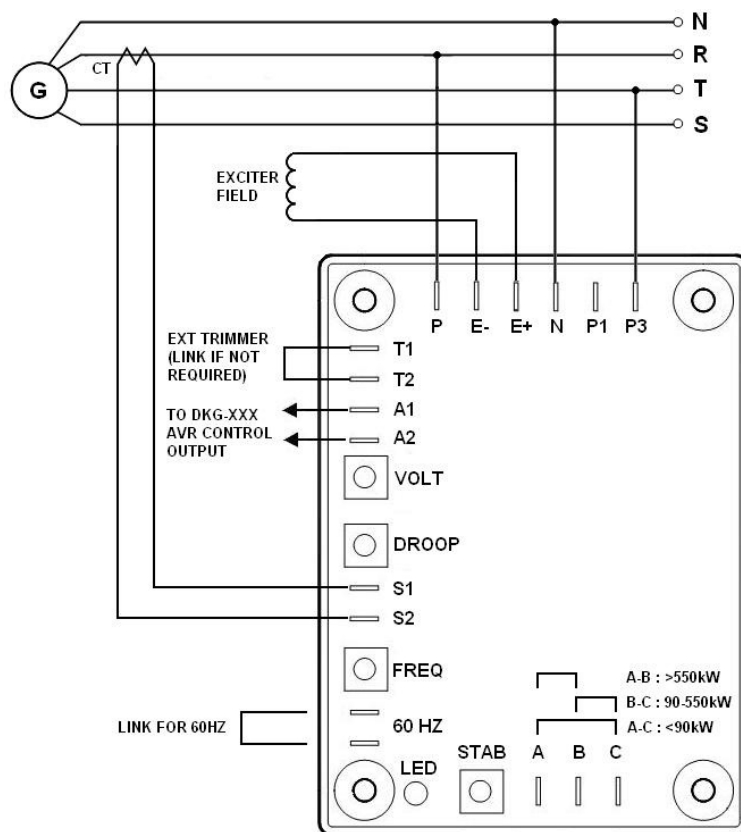 N
R
CT
G
T
S
EXCITER
FIELD
P E- E+ N P1 P3
EXT TRIMMER
(LINK IF NOT
REQUIRED)
T1
T2
TO DKG-XXX
AVR CONTROL
OUTPUT
A1
A2
VOLT
DROOP
S1
S2
FREQ
A-B : >550kW
B-C : 90-550kW
A-C : <90kW
LINK FOR 60HZ
60 HZ
LED
STAB
A B C